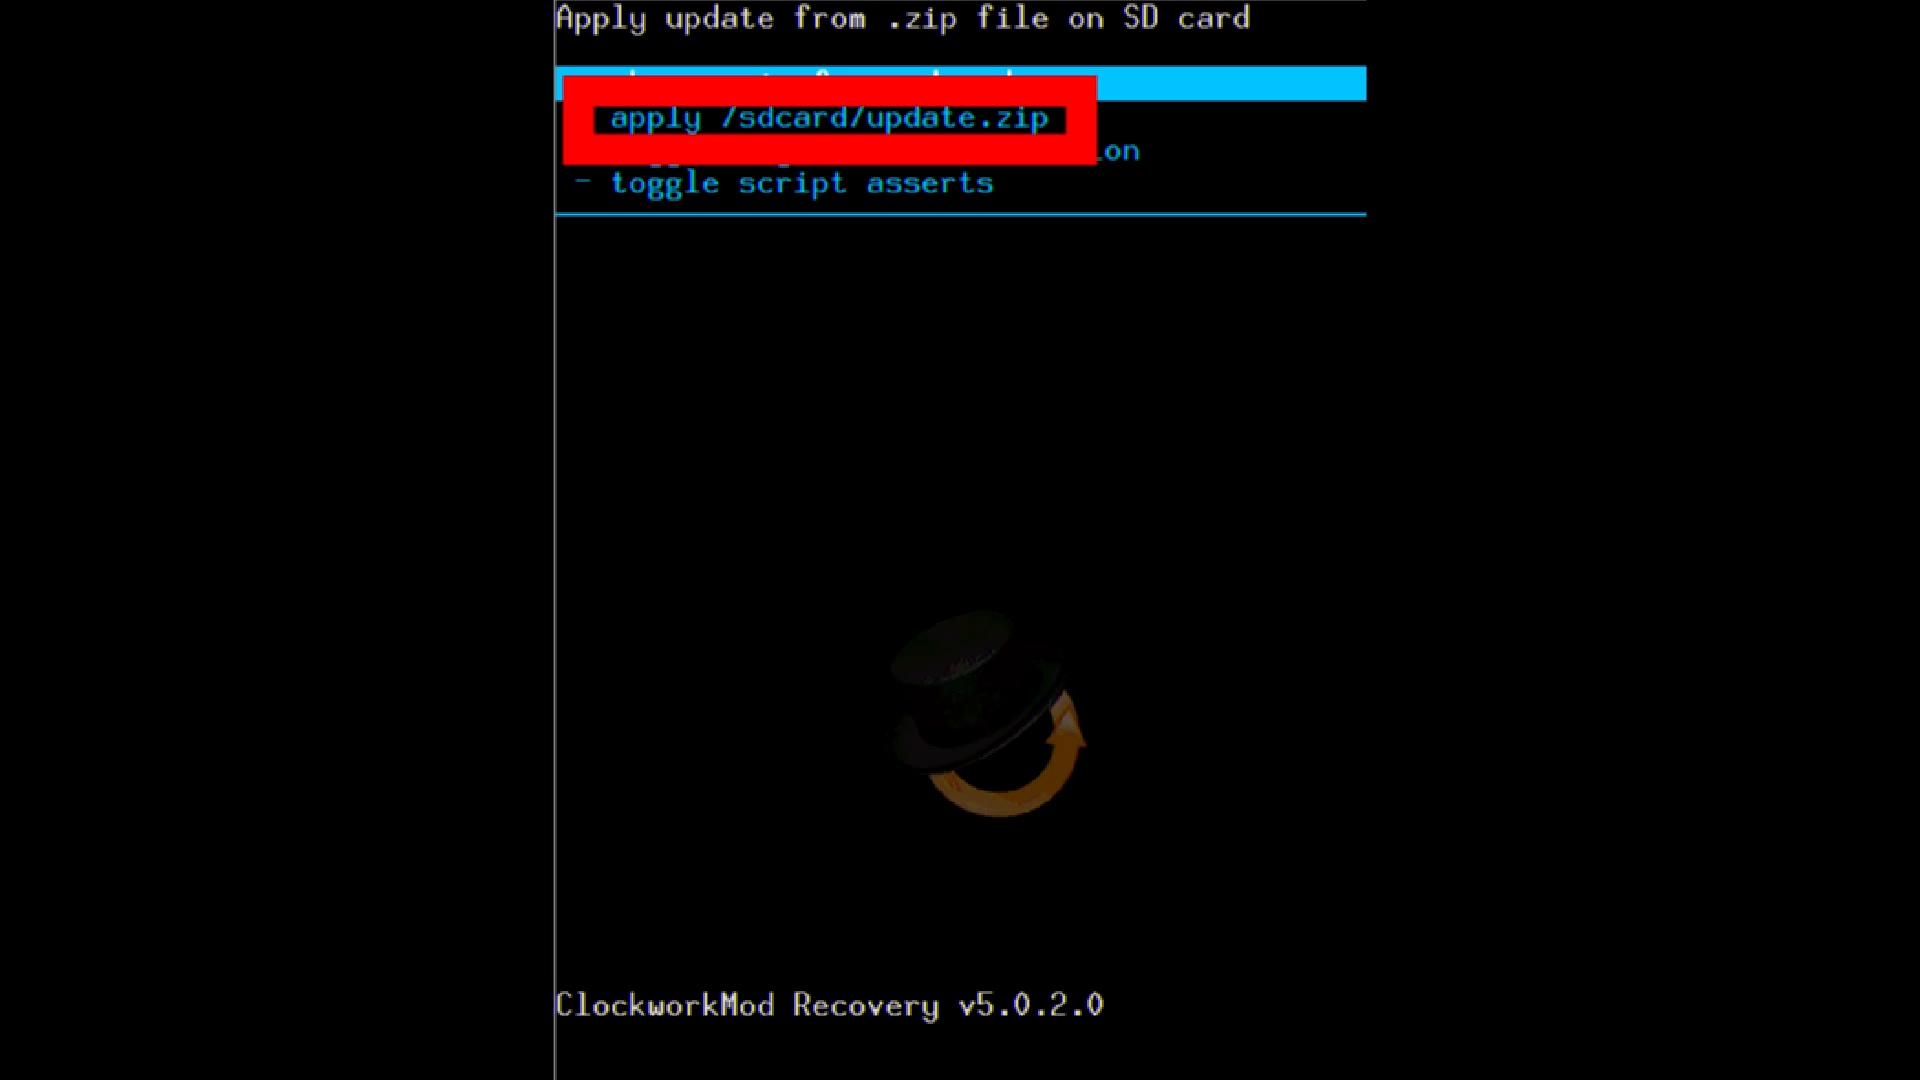 Apply update from .zip file on SD card
apply /sdcard/update.zip
- toggle script asserts
ClockworkMod Recovery v5.0.2.0